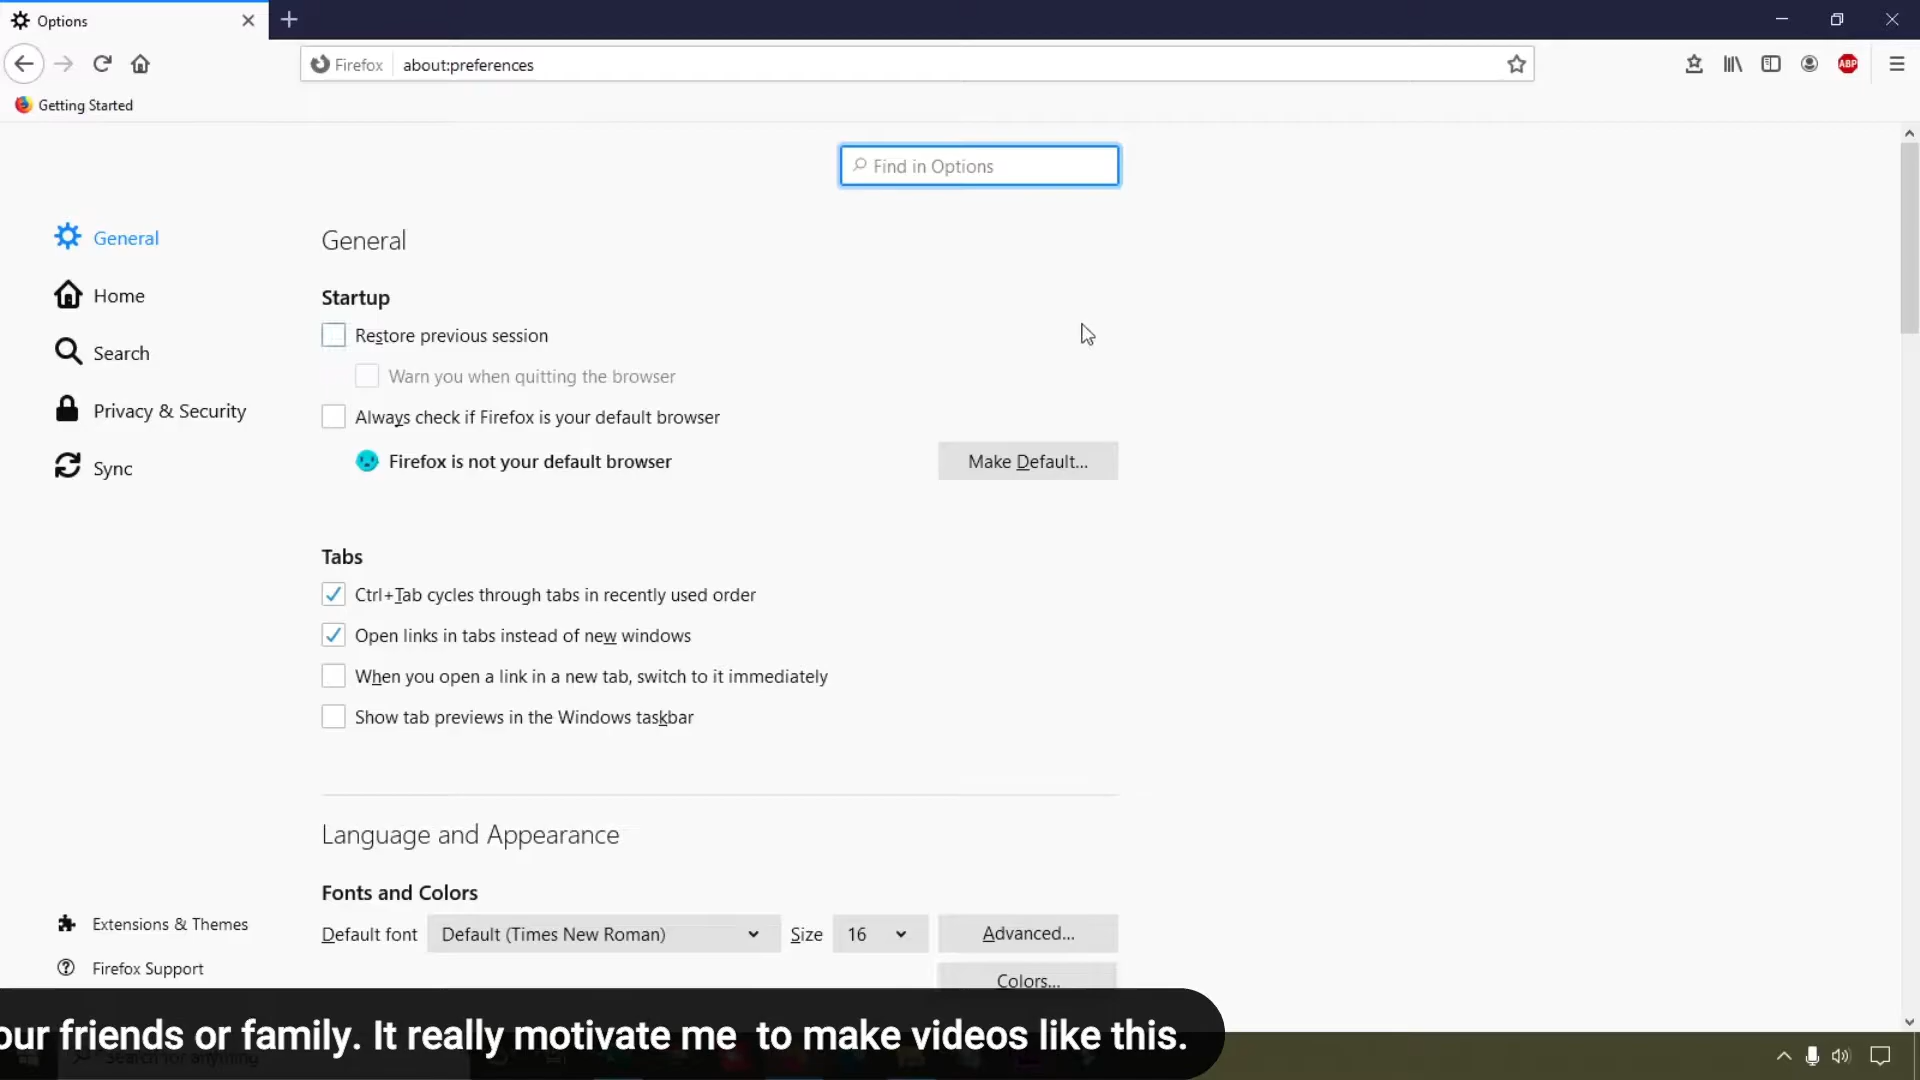 Options
Firefox about:preferences
ABP
Getting Started
Find in Options
General
Home
Search
Privacy & Security
Sync
Extensions & Themes
Firefox Support
General
Startup
Restore previous session
Warn you when quitting the browser
Always check if Firefox is your default browser
Firefox is not your default browser
Make Default...
Tabs
Ctrl+Tab cycles through tabs in recently used order
Open links in tabs instead of new windows
When you open a link in a new tab, switch to it immediately
Show tab previews in the Windows taskbar
Language and Appearance
Fonts and Colors
Default font Default (Times New Roman) Size 16 Advanced...
Colors...
our friends or family. It really motivate me to make videos like this.
Search for anything